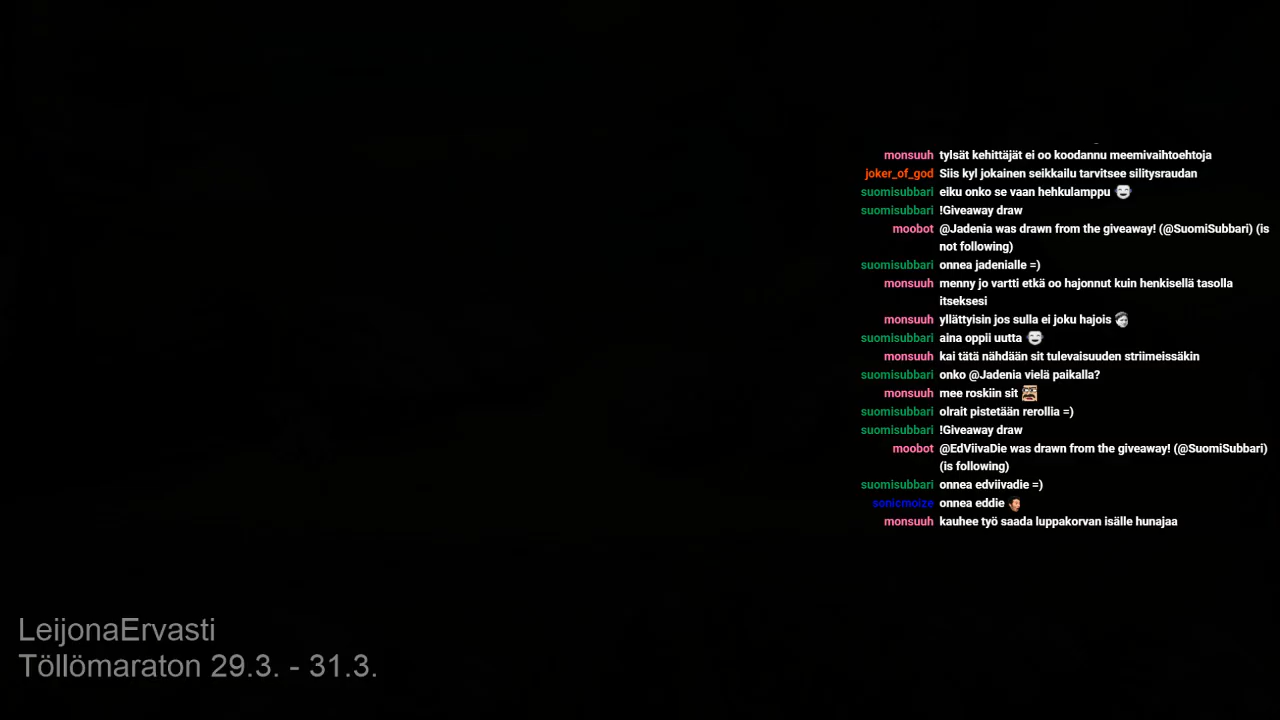 monsuuh tylsät kehittäjät ei oo koodannu meemivaihtoehtoja
joker_of_god Siis kyl jokainen seikkailu tarvitsee silitysraudan
suomisubbari eiku onko se vaan hehkulamppu
suomisubbari !Giveaway draw
moobot @Jadenia was drawn from the giveaway! (@SuomiSubbari) (is
not following)
suomisubbari onnea jadenialle =)
monsuuh menny jo vartti etkä oo hajonnut kuin henkisellä tasolla
itseksesi
monsuuh yllättyisin jos sulla ei joku hajois
suomisubbari aina oppii uutta
monsuuh kai tätä nähdään sit tulevaisuuden striimeissäkin
suomisubbari onko @Jadenia vielä paikalla?
monsuuh mee roskiin sit
suomisubbari olrait pistetään rerollia =)
suomisubbari !Giveaway draw
moobot @EdViivaDie was drawn from the giveaway! (@SuomiSubbari)
(is following)
suomisubbari onnea edviivadie =)
sonicmoize onnea eddie
monsuuh kauhee työ saada luppakorvan isälle hunajaa
LeijonaErvasti
Töllömaraton 29.3. - 31.3.